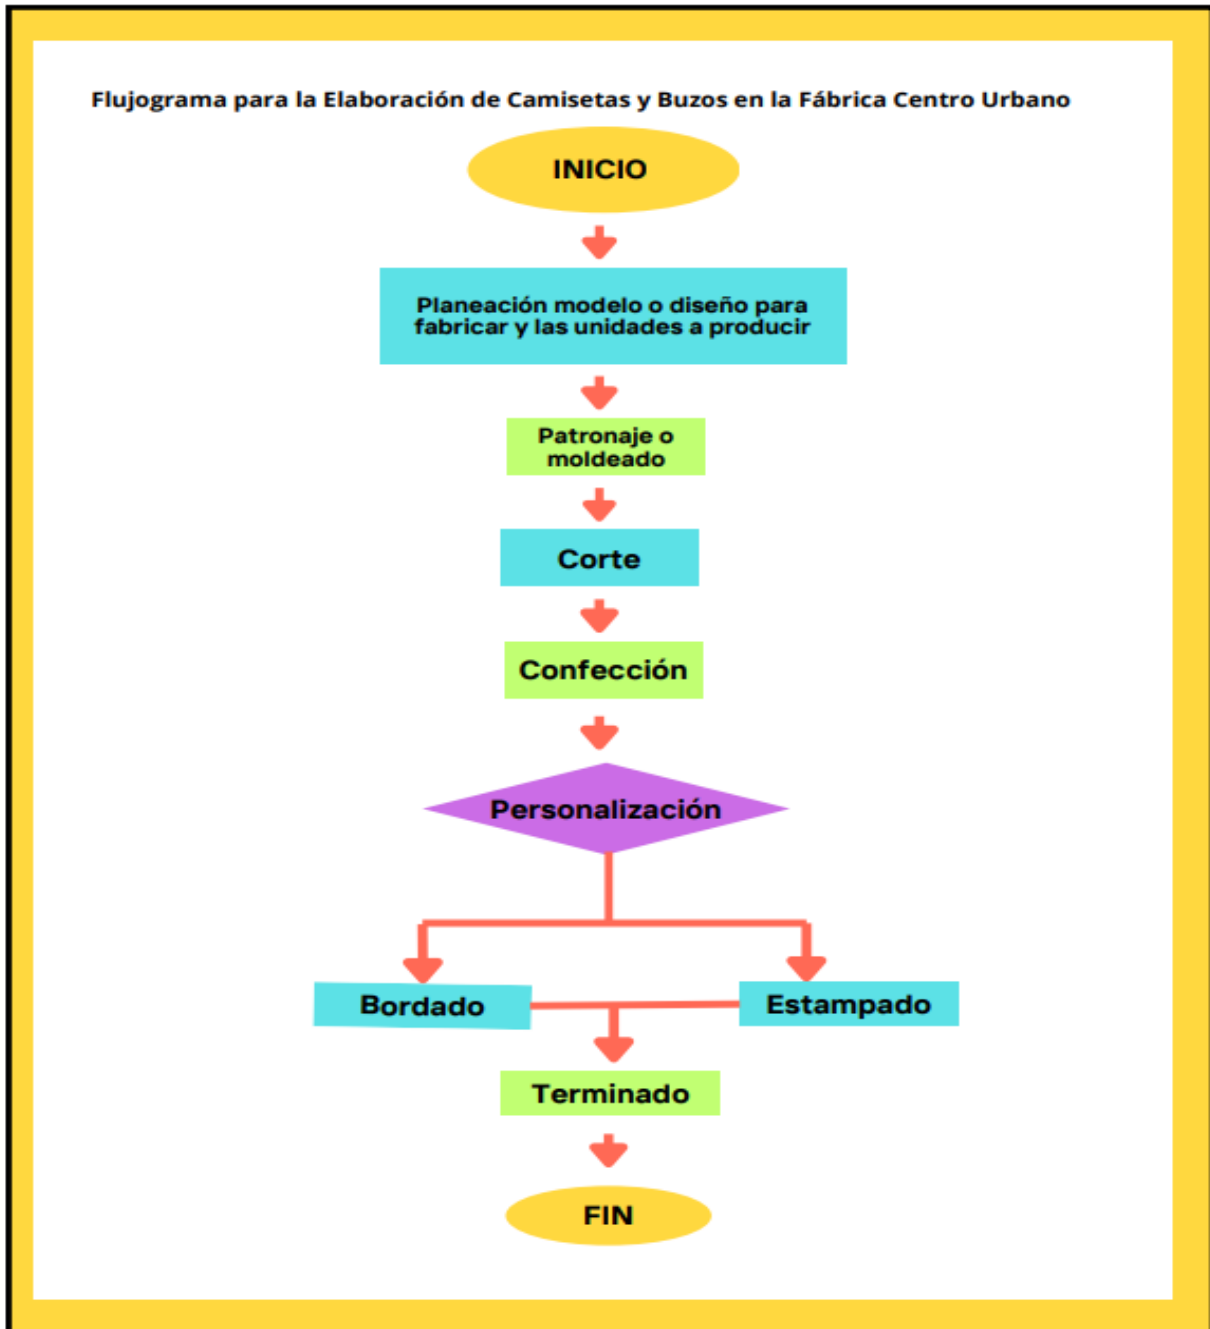 Flujograma para la Elaboración de Camisetas y Buzos en la Fábrica Centro Urbano
INICIO
Planeación modelo o diseño para
fabricar y las unidades a producir
Patronaje o
moldeado
Corte
Confección
Personalización
Bordado
Estampado
Terminado
FIN